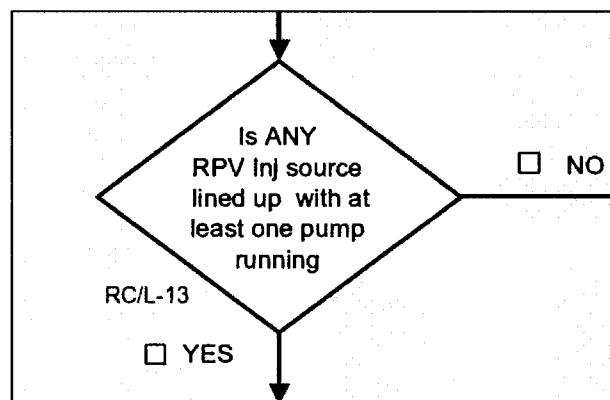 Is ANY
RPV Inj source
lined up with at
least one pump
running
NO
RC/L-13
YES